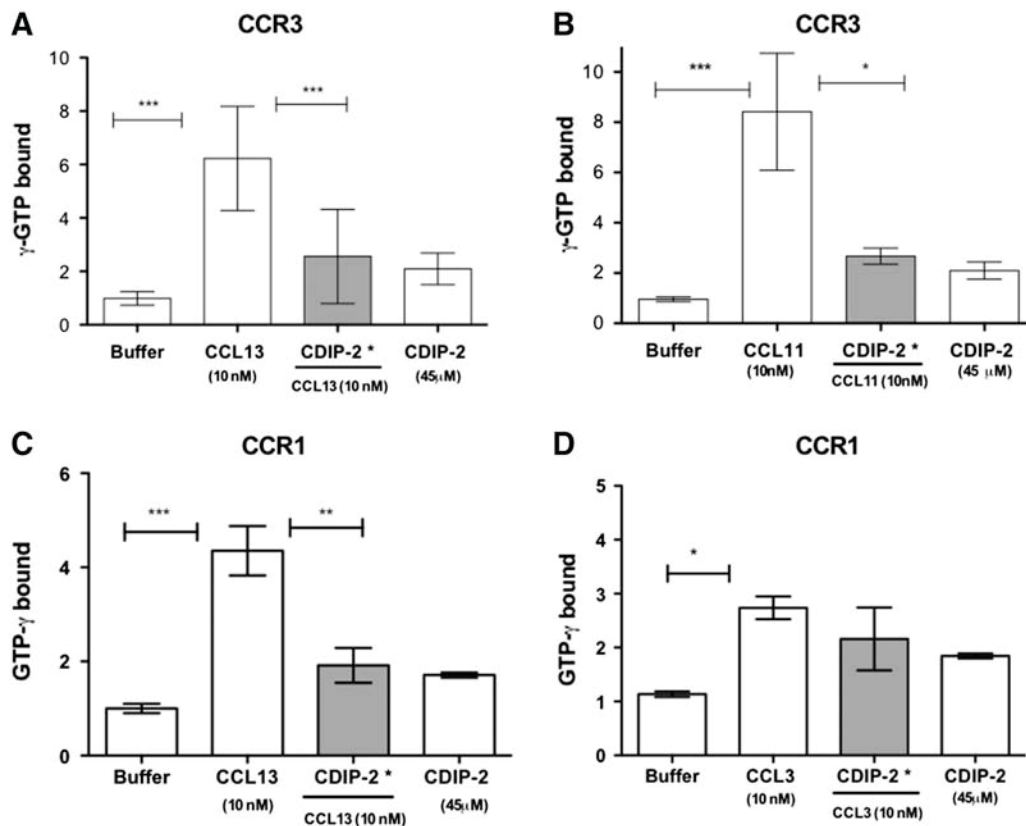 A
CCR3
γ-GTP bound
10
8
6
4
2
0
***
***
Buffer
CCL13
(10 nM)
CDIP-2 *
CCL13 (10 nM)
CDIP-2
(45μM)
B
CCR3
γ-GTP bound
10
8
6
4
2
0
***
*
Buffer
CCL11
(10nM)
CDIP-2 *
CCL11 (10nM)
CDIP-2
(45 μM)
C
CCR1
GTP-γ bound
6
4
2
0
***
**
Buffer
CCL13
(10 nM)
CDIP-2 *
CCL13 (10 nM)
CDIP-2
(45μM)
D
CCR1
GTP-γ bound
5
4
3
2
1
0
*
Buffer
CCL3
(10 nM)
CDIP-2 *
CCL3 (10 nM)
CDIP-2
(45μM)